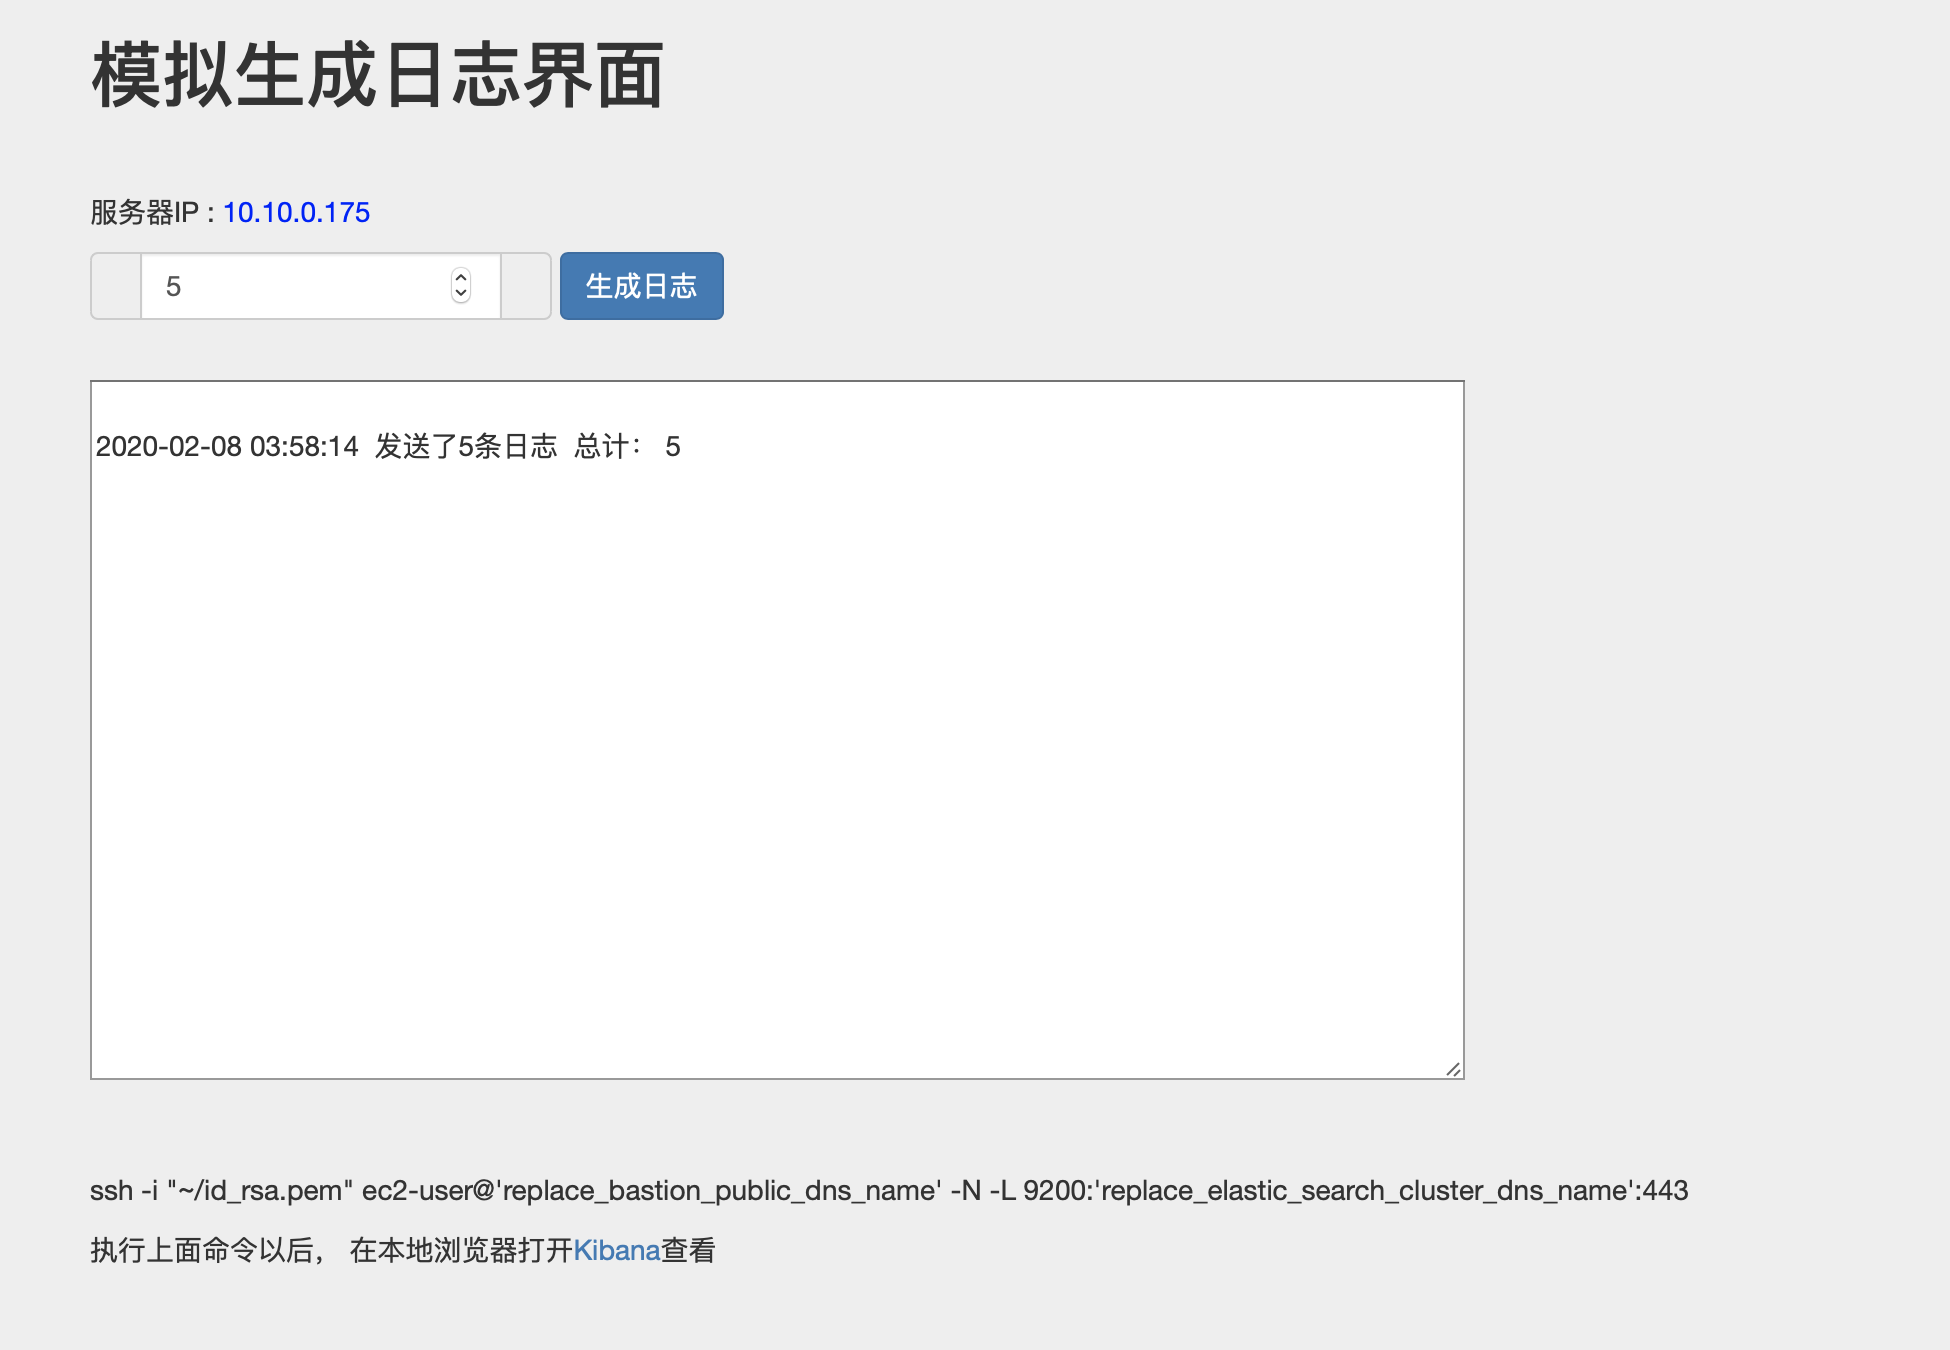 模拟生成日志界面
服务器IP : 10.10.0.175
5
生成日志
2020-02-08 03:58:14 发送了5条日志 总计： 5
ssh -i "~/id_rsa.pem" ec2-user@'replace_bastion_public_dns_name' -N -L 9200:'replace_elastic_search_cluster_dns_name':443
执行上面命令以后， 在本地浏览器打开Kibana查看